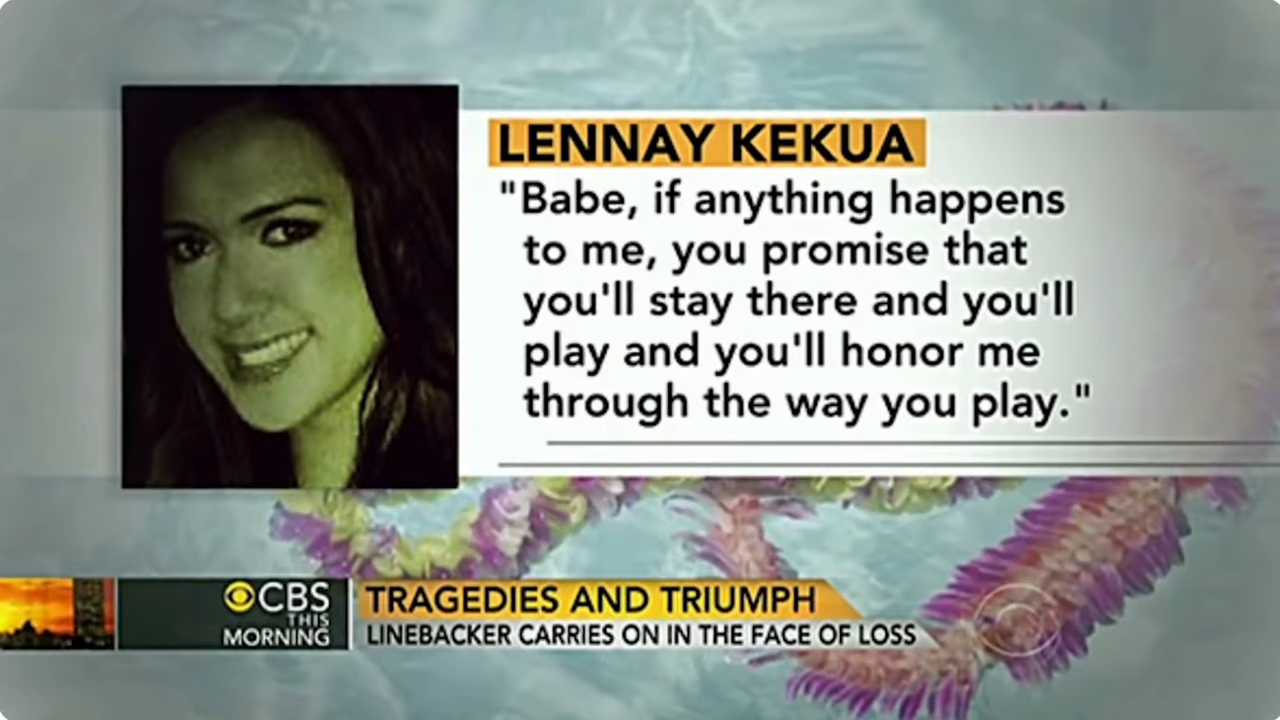 LENNAY KEKUA
"Babe, if anything happens
to me, you promise that
you'll stay there and you'll
play and you'll honor me
through the way you play."
CBS
THIS
MORNING
TRAGEDIES AND TRIUMPH
LINEBACKER CARRIES ON IN THE FACE OF LOSS